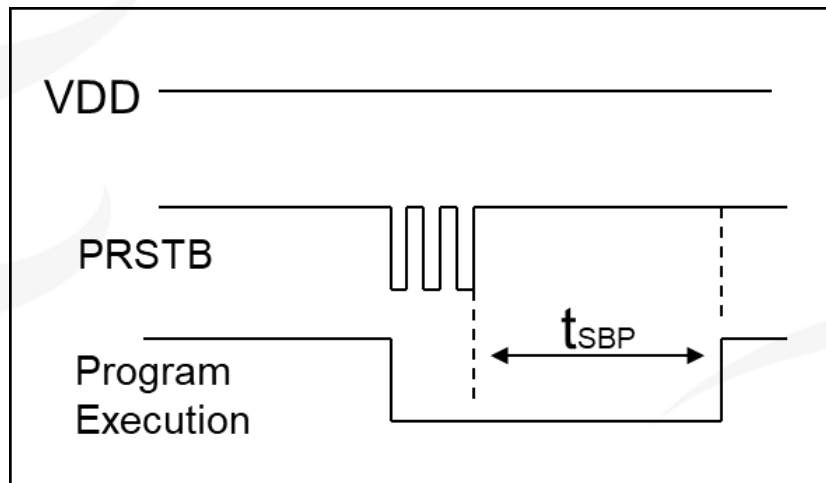 VDD
PRSTB
tSBP
Program
Execution